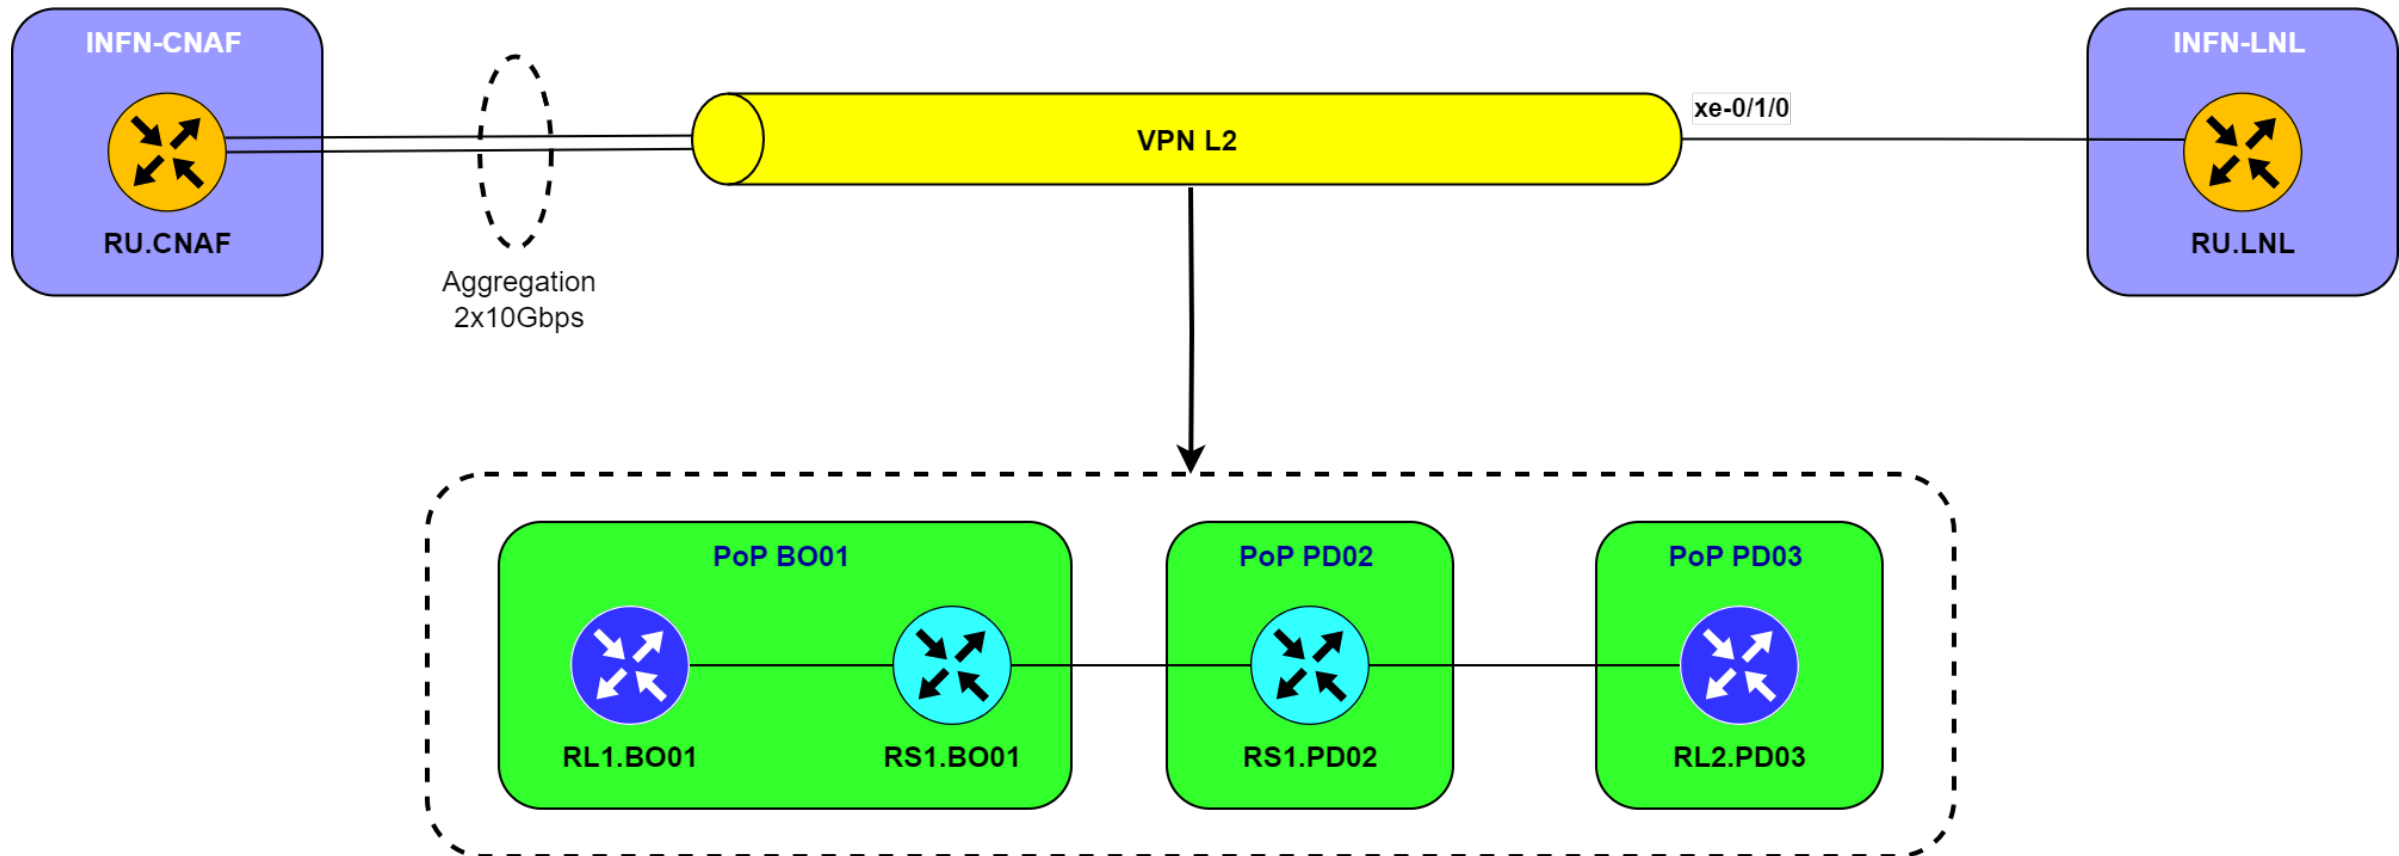 INFN-CNAF
INFN-LNL
xe-0/1/0
VPN L2
RU.CNAF
RU.LNL
Aggregation
2x10Gbps
PoP BO01
PoP PD02
PoP PD03
RL1.BO01
RS1.BO01
RS1.PD02
RL2.PD03